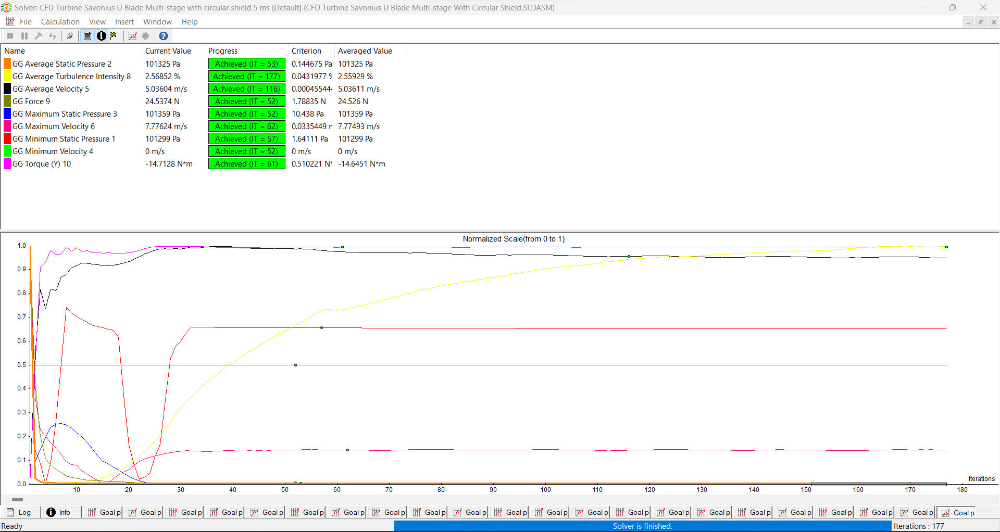 Solver: CFD Turbine Savonius U Blade Multi-stage with circular shield 5 ms [Default] (CFD Turbine Savonius U Blade Multi-stage With Circular Shield.SLDASM)
File Calculation View Insert Window Help
Name Current Value Progress Criterion Averaged Value
GG Average Static Pressure 2 101325 Pa Achieved (IT = 53) 0.144675 Pa 101325 Pa
GG Average Turbulence Intensity 8 2.56852 % Achieved (IT = 177) 0.0431977 % 2.55929 %
GG Average Velocity 5 5.03604 m/s Achieved (IT = 116) 0.000455444 5.03611 m/s
GG Force 9 24.5374 N Achieved (IT = 52) 1.78835 N 24.526 N
GG Maximum Static Pressure 3 101359 Pa Achieved (IT = 52) 10.438 Pa 101359 Pa
GG Maximum Velocity 6 7.77624 m/s Achieved (IT = 62) 0.0335449 7.77493 m/s
GG Minimum Static Pressure 1 101299 Pa Achieved (IT = 57) 1.64111 Pa 101299 Pa
GG Minimum Velocity 4 0 m/s Achieved (IT = 52) 0 m/s 0 m/s
GG Torque (Y) 10 -14.7128 N*m Achieved (IT = 61) 0.510221 N* -14.6451 N*m
Normalized Scale(from 0 to 1)
1.0
0.9
0.8
0.7
0.6
0.5
0.4
0.3
0.2
0.1
0.0
Iterations
10 20 30 40 50 60 70 80 90 100 110 120 130 140 150 160 170 180
Log Info Goal p Goal p Goal p Goal p Goal p Goal p Goal p Goal p Goal p Goal p Goal p Goal p Goal p Goal p Goal p Goal p Goal p Goal p Goal p Goal p Goal p Goal p
Ready Solver is finished. Iterations : 177